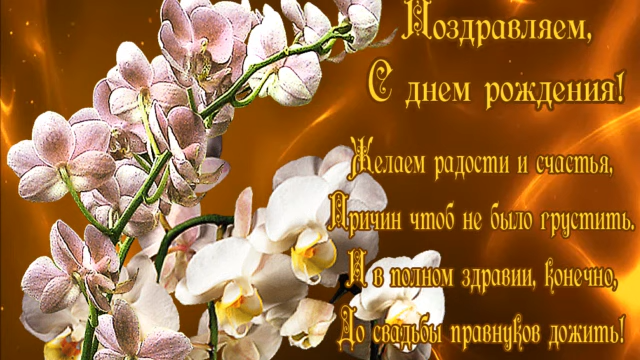 Поздравляем,
С днем рождения!
Желаем радости и счастья,
Причин чтоб не было грустить.
И в полном здравии, конечно,
До свадьбы правнуков дожить!